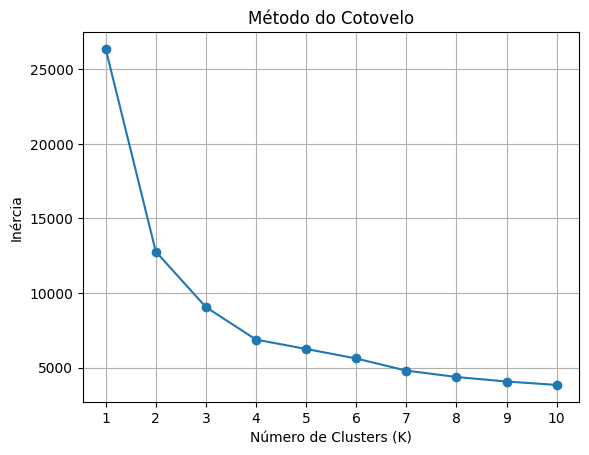 Método do Cotovelo
25000
20000
15000
10000
5000
Inércia
1 2 3 4 5 6 7 8 9 10
Número de Clusters (K)